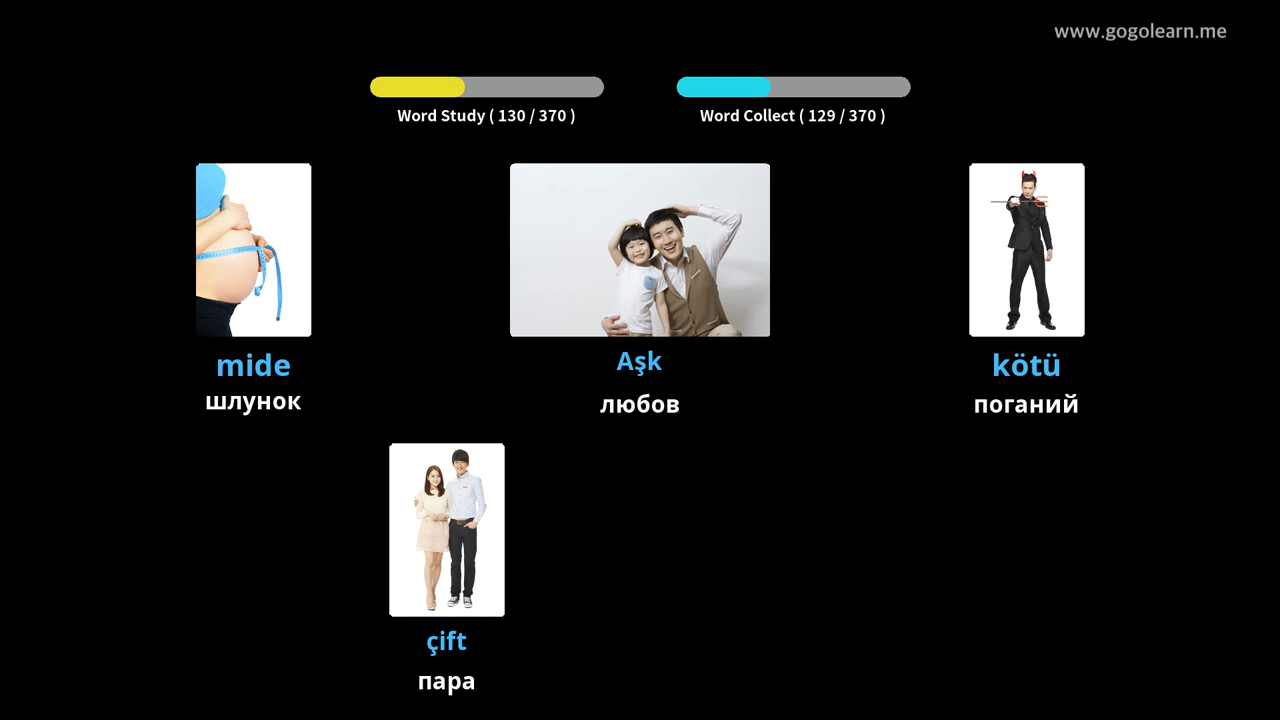 www.gogolearn.me
Word Study ( 130 / 370 )
Word Collect ( 129 / 370 )
mide
шлунок
Aşk
любов
kötü
поганий
çift
пара